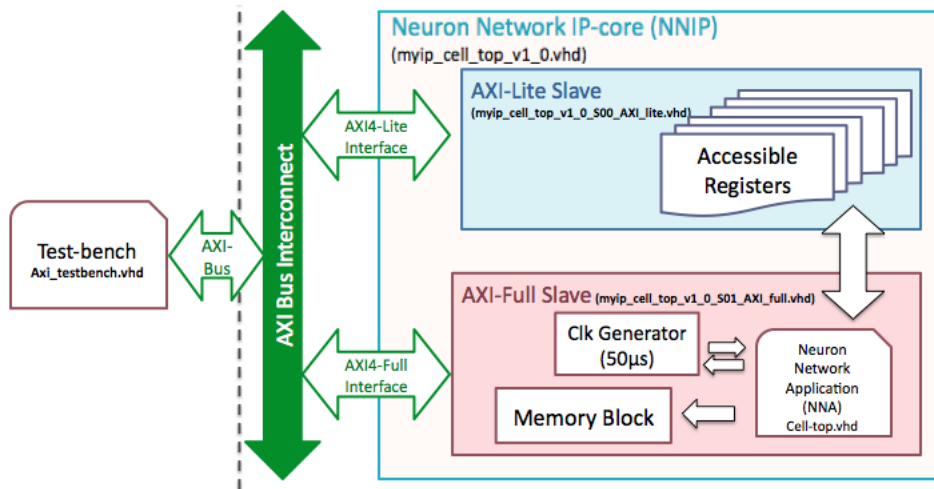 Neuron Network IP-core (NNIP)
(myip_cell_top_v1_0.vhd)
AXI-Lite Slave
(myip_cell_top_v1_0_S00_AXI_lite.vhd)
Accessible
Registers
AXI4-Lite
Interface
AXI Bus Interconnect
Test-bench
Axi_testbench.vhd
AXI-
Bus
AXI-Full Slave (myip_cell_top_v1_0_S01_AXI_full.vhd)
Clk Generator
(50µs)
AXI4-Full
Interface
Memory Block
Neuron
Network
Application
(NNA)
Cell-top.vhd